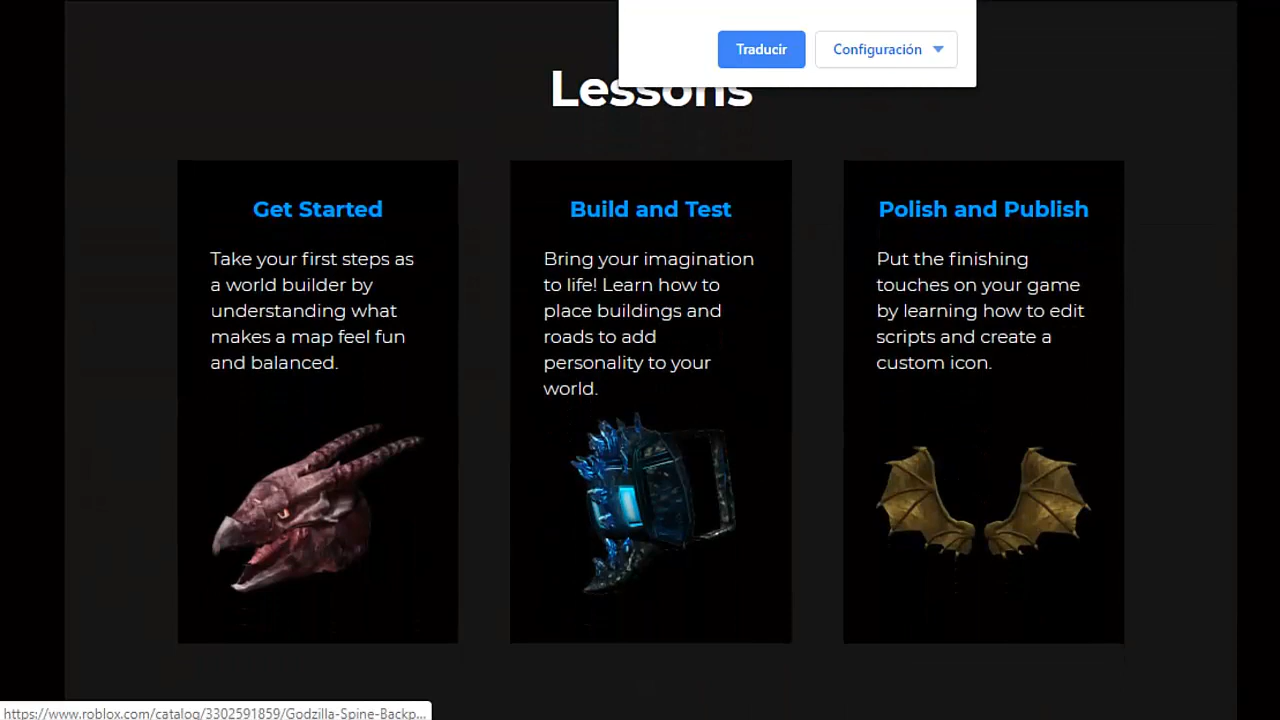 Traducir
Configuración
Lessons
Get Started
Take your first steps as
a world builder by
understanding what
makes a map feel fun
and balanced.
Build and Test
Bring your imagination
to life! Learn how to
place buildings and
roads to add
personality to your
world.
Polish and Publish
Put the finishing
touches on your game
by learning how to edit
scripts and create a
custom icon.
https://www.roblox.com/catalog/3302591859/Godzilla-Spine-Backp...